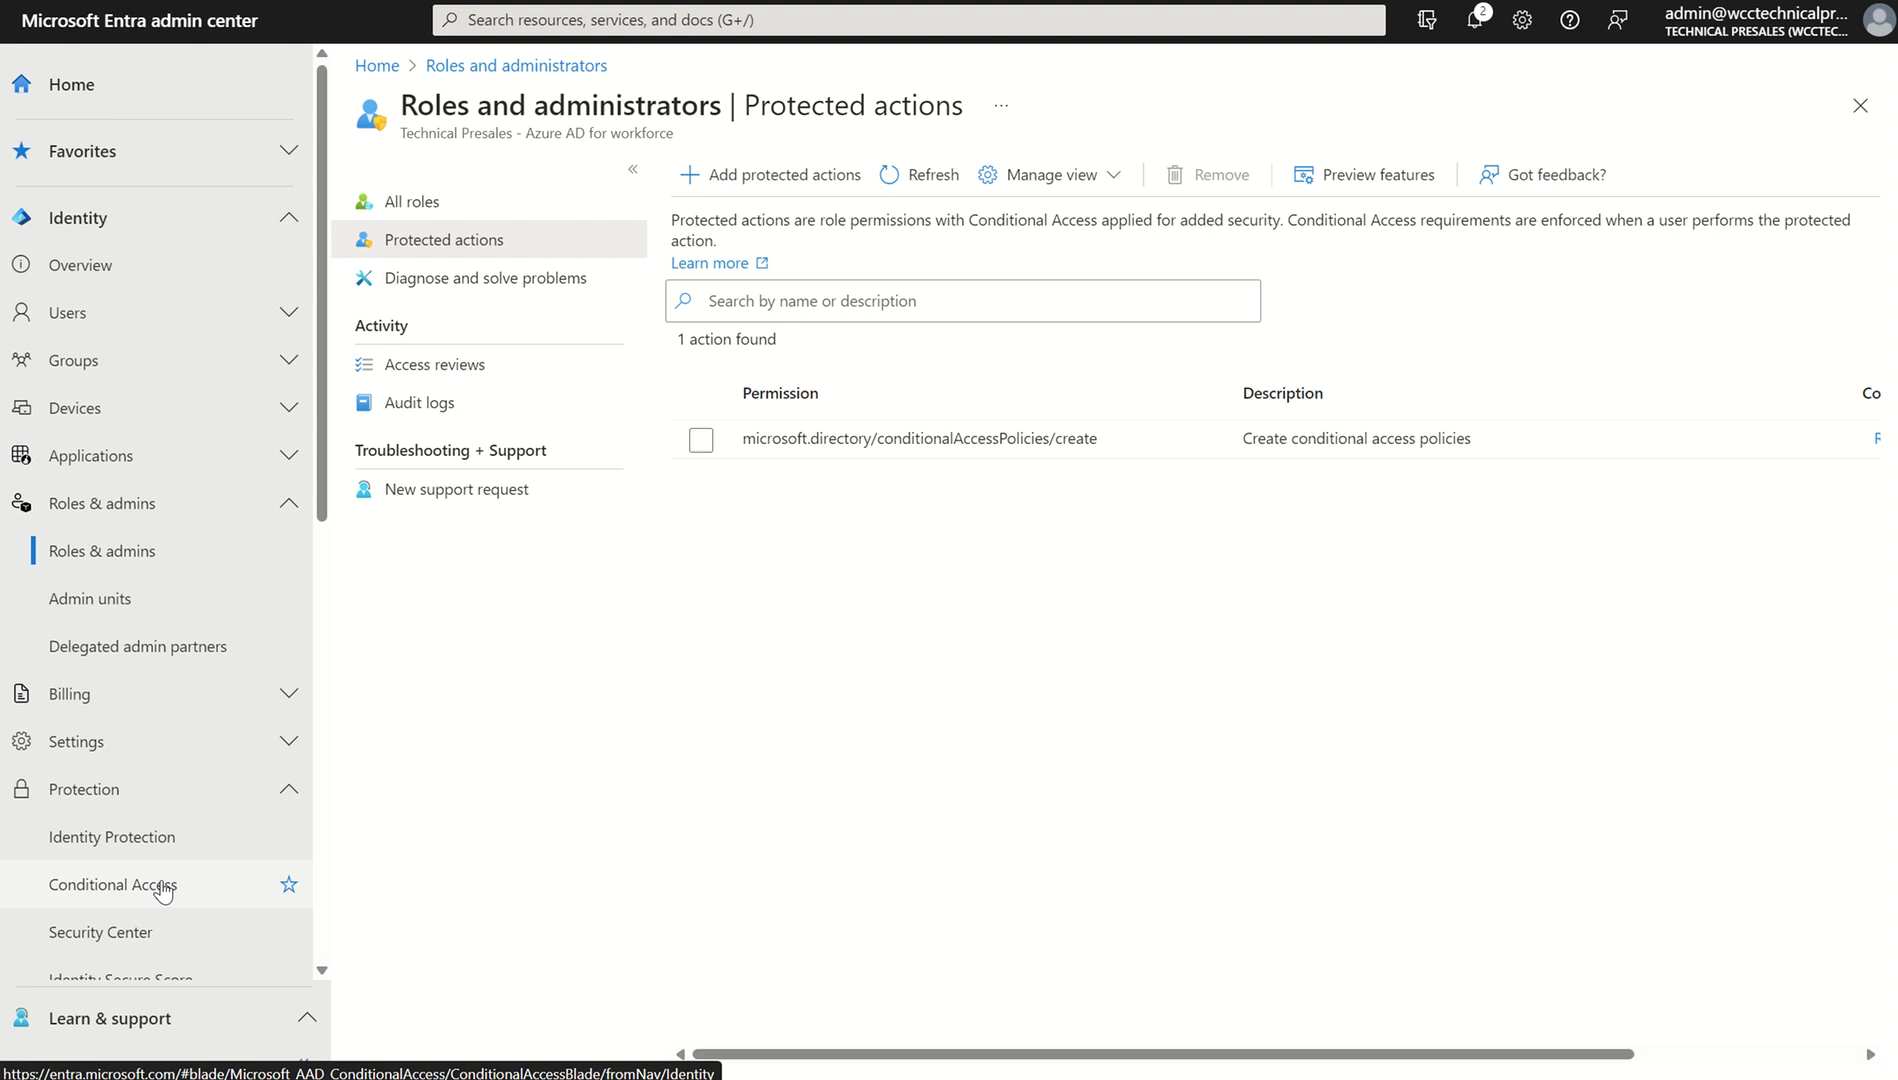 Microsoft Entra admin center
Search resources, services, and docs (G+/)
2
admin@wcctechnicalpr...
TECHNICAL PRESALES (WCCTEC...
Home
Favorites
Identity
Overview
Users
Groups
Devices
Applications
Roles & admins
Roles & admins
Admin units
Delegated admin partners
Billing
Settings
Protection
Identity Protection
Conditional Access
Security Center
Identity Secure Score
Learn & support
https://entra.microsoft.com/#blade/Microsoft_AAD_ConditionalAccess/ConditionalAccessBlade/fromNav/Identity
Home > Roles and administrators
Roles and administrators | Protected actions ...
Technical Presales - Azure AD for workforce
All roles
Protected actions
Diagnose and solve problems
Activity
Access reviews
Audit logs
Troubleshooting + Support
New support request
Add protected actions Refresh Manage view Remove Preview features Got feedback?
Protected actions are role permissions with Conditional Access applied for added security. Conditional Access requirements are enforced when a user performs the protected
action.
Learn more
Search by name or description
1 action found
Permission Description Co
microsoft.directory/conditionalAccessPolicies/create Create conditional access policies R